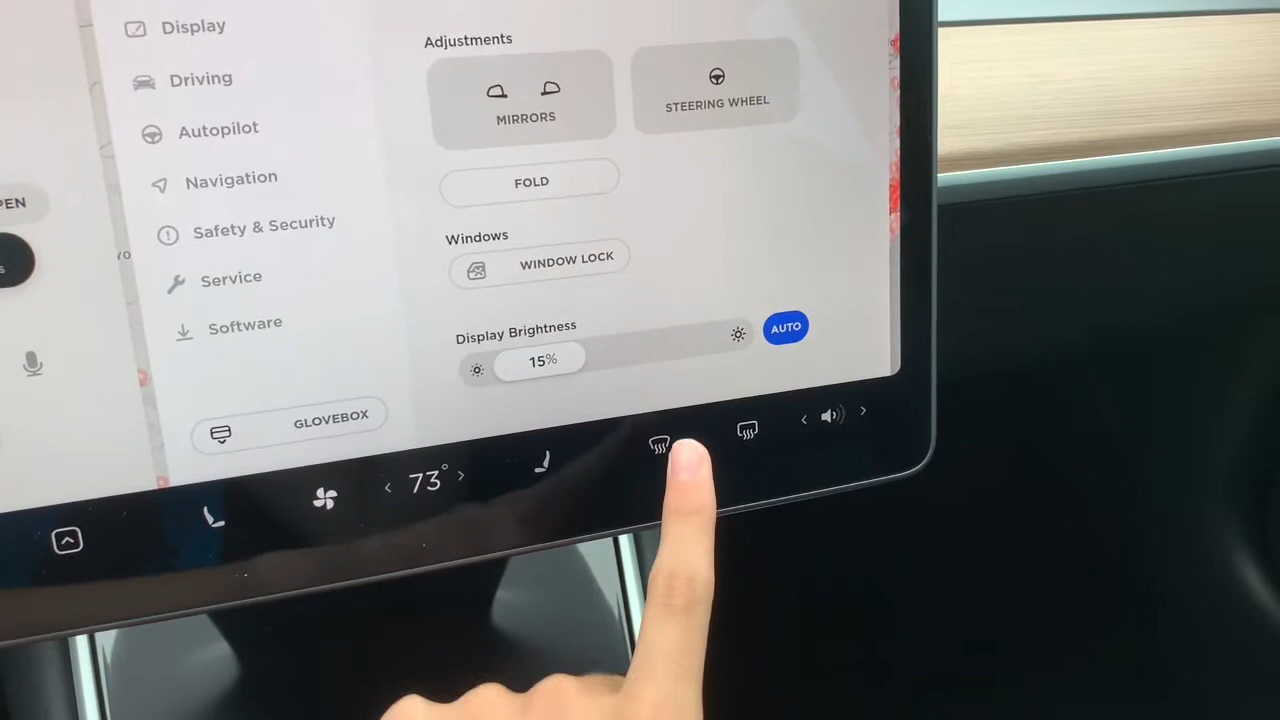 Display
Driving
Autopilot
Navigation
Safety & Security
Service
Software
GLOVEBOX
Adjustments
MIRRORS
STEERING WHEEL
FOLD
Windows
WINDOW LOCK
Display Brightness
15%
AUTO
73°